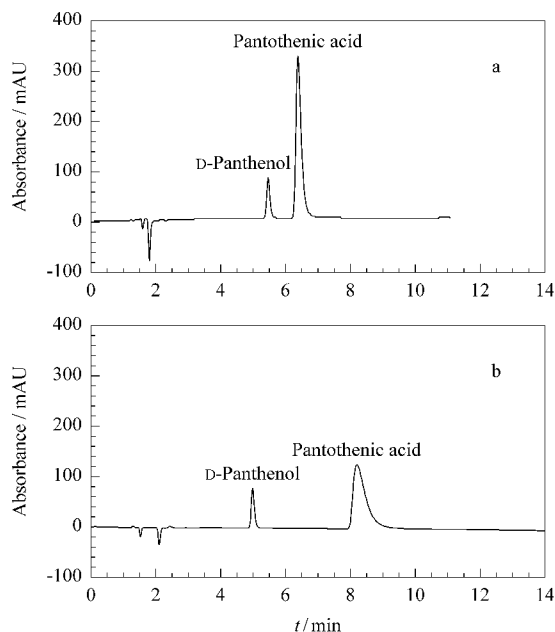 400
Pantothenic acid
300
a
200
D-Panthenol
100
0
-100
Absorbance / mAU
0 2 4 6 8 10 12 14
400
300
b
200
Pantothenic acid
D-Panthenol
100
0
-100
Absorbance / mAU
0 2 4 6 8 10 12 14
t / min